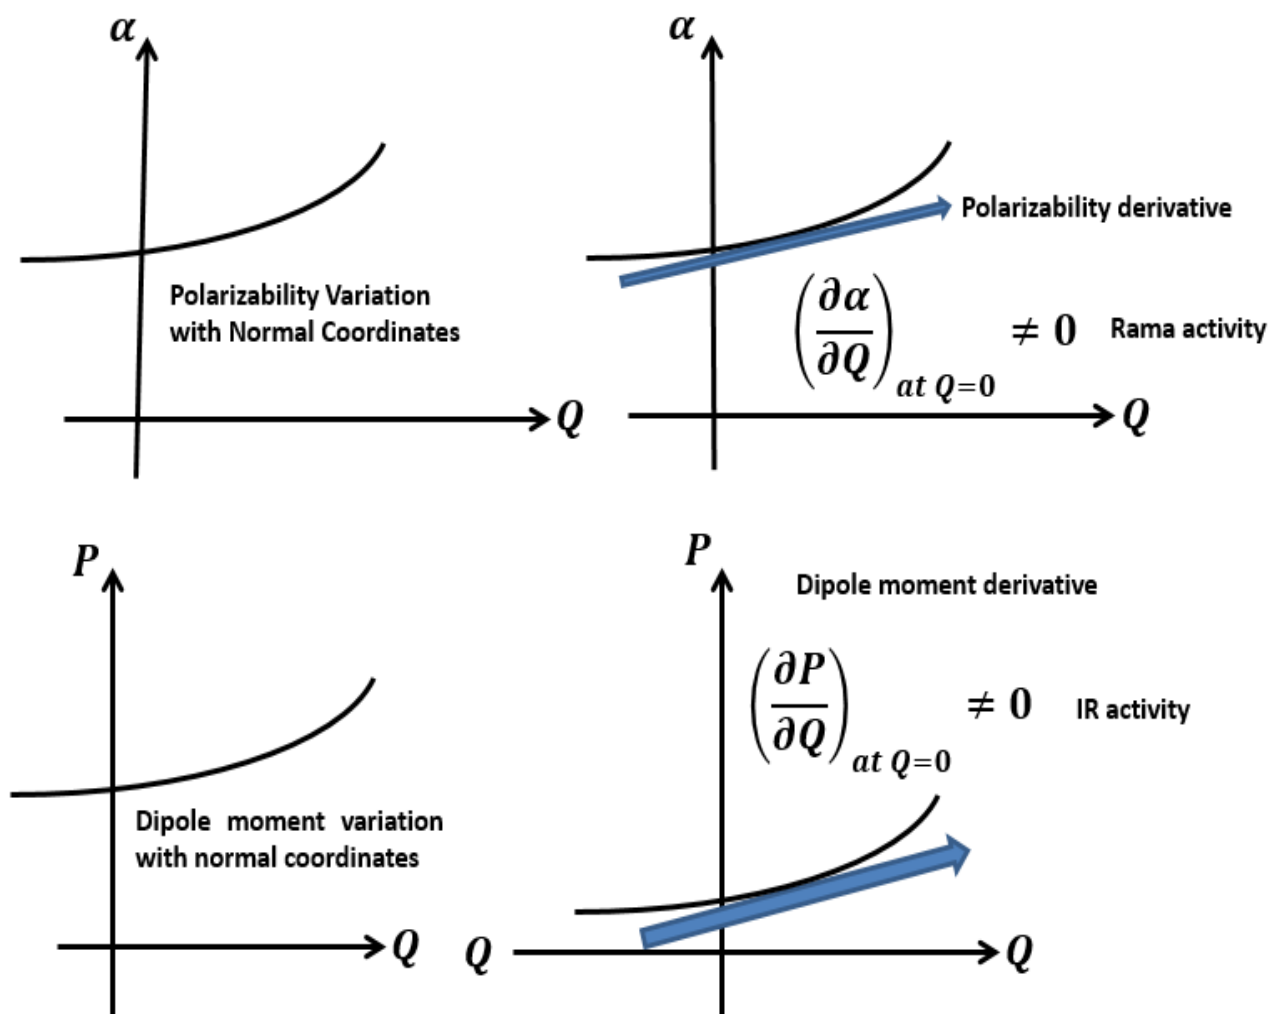 α
α
Polarizability derivative
Polarizability Variation
with Normal Coordinates
(∂α/∂Q) at Q=0 ≠ 0 Rama activity
Q
Q
P
P
Dipole moment derivative
(∂P/∂Q) at Q=0 ≠ 0 IR activity
Dipole moment variation
with normal coordinates
Q
Q
Q